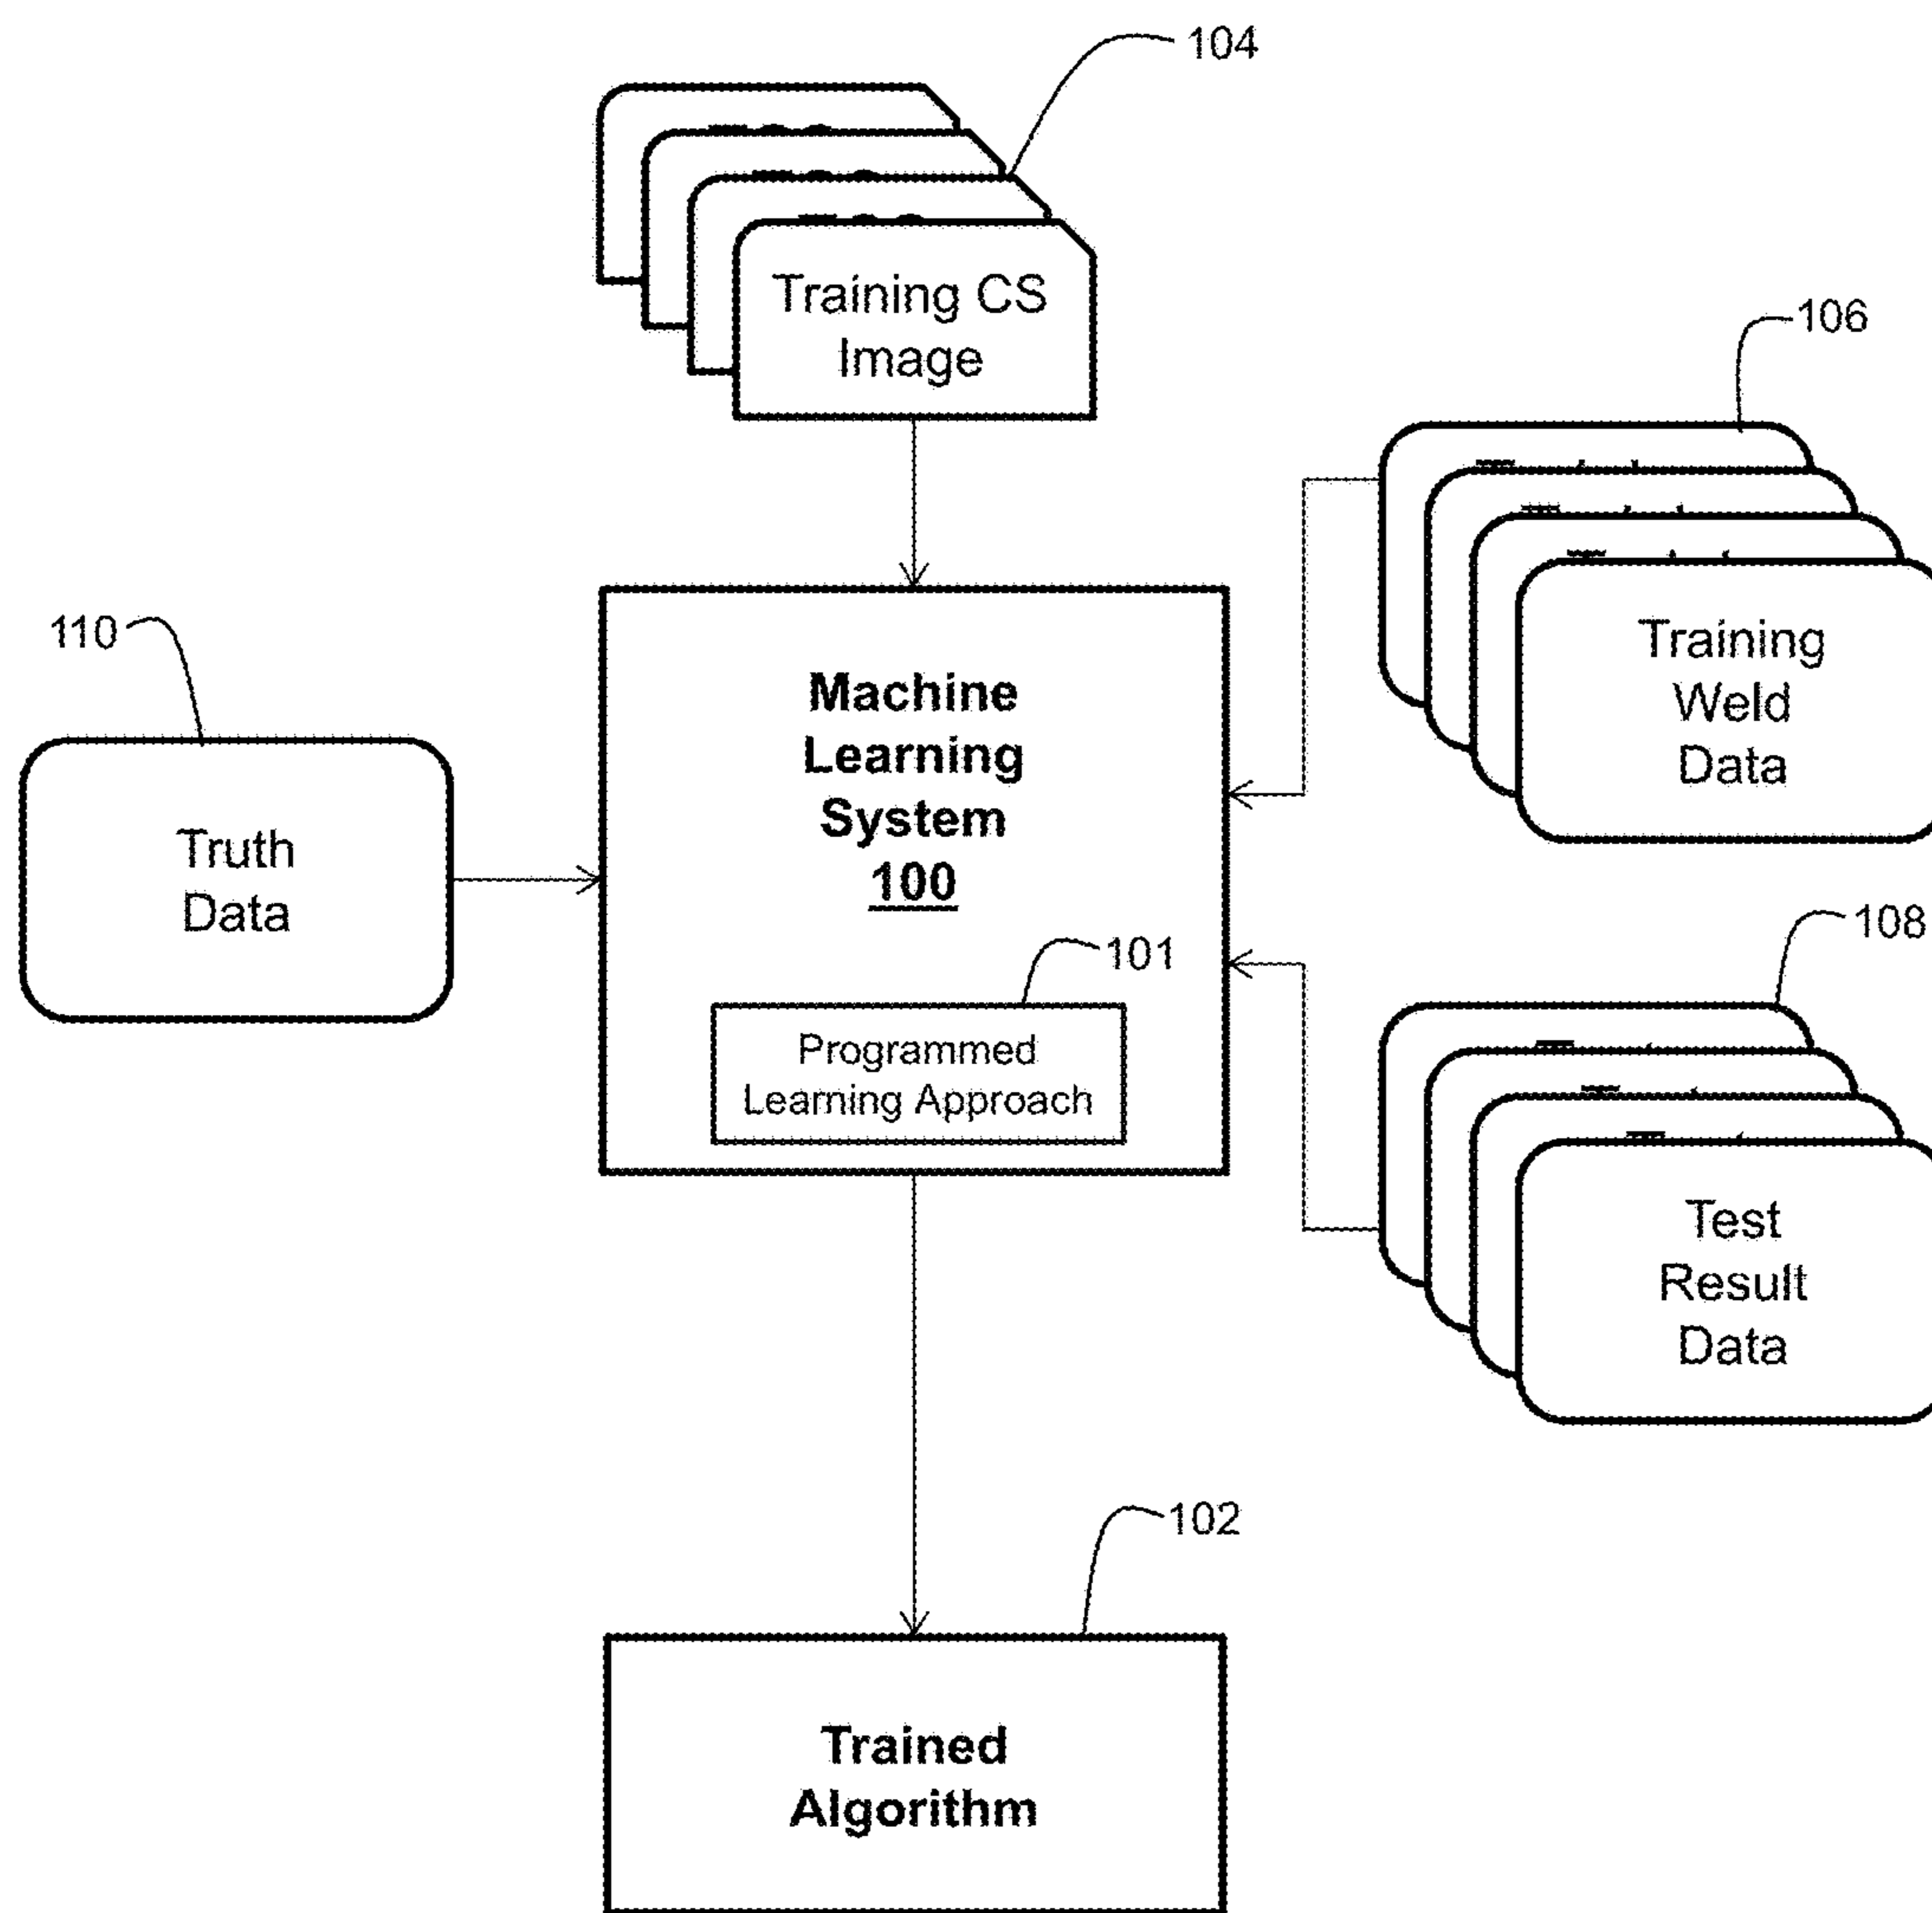 104
Training CS
Image
106
Training
Weld
Data
110
Truth
Data
Machine
Learning
System
100
101
Programmed
Learning Approach
108
Test
Result
Data
102
Trained
Algorithm